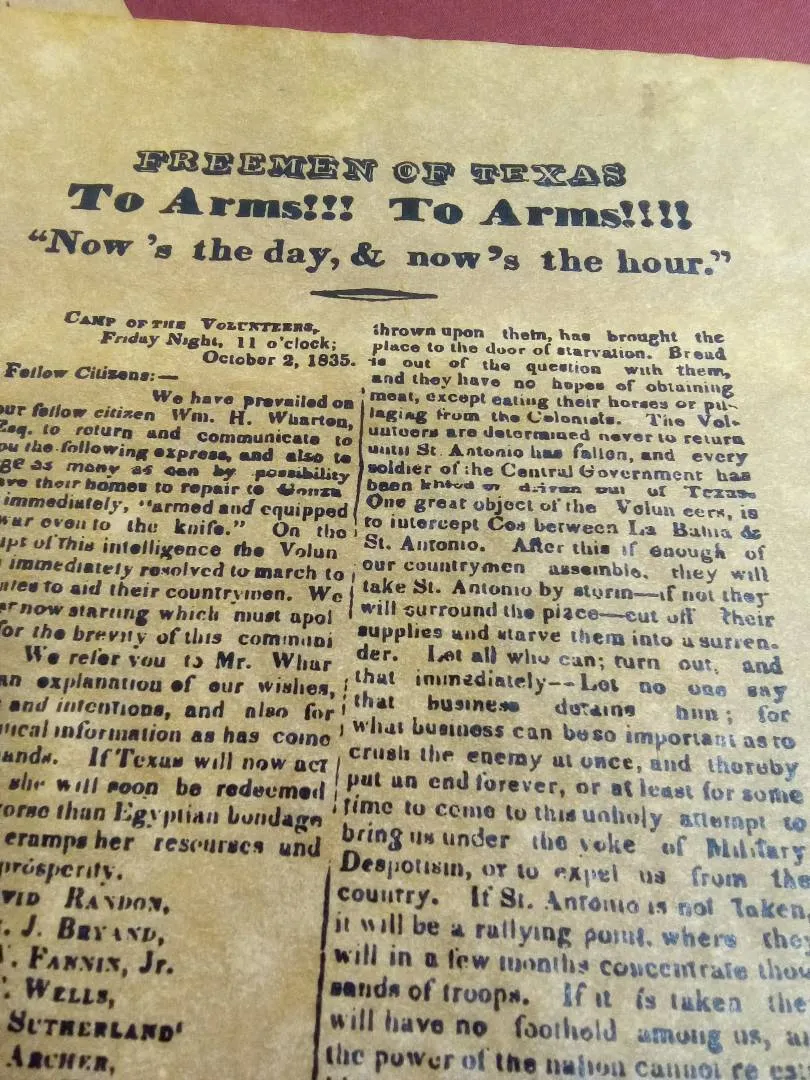 FREEMEN OF TEXAS
To Arms!!! To Arms!!!!
"Now 's the day, & now's the hour."
CAMP OF THE VOLUNTEERS,
Friday Night, 11 o'clock;
October 2, 1835.
Fellow Citizens:—
We have prevailed on
our fellow citizen Wm. H. Wharton,
Esq. to return and communicate to
you the following express, and also to
as many as can by possibility
their homes to repair to Gonza
immediately, "armed and equipped
war even to the knife." On the
of this intelligence the Volun
immediately resolved to march to
to aid their countrymen. We
now starting which must apol
for the brevity of this communi
We refer you to Mr. Whar
an explanation of our wishes,
and intentions, and also for
information as has come
If Texas will now act
she will soon be redeemed
worse than Egyptian bondage
cramps her resources and
prosperity.
RANDON,
J. BRYAND,
FANNIN, Jr.
WELLS,
SUTHERLAND
ARCHER,
thrown upon them, has brought the
place to the door of starvation. Bread
is out of the question with them,
and they have no hopes of obtaining
meat, except eating their horses or pil-
laging from the Colonists. The Vol-
unteers are determined never to return
until St. Antonio has fallen, and every
soldier of the Central Government has
been killed or driven out of Texas.
One great object of the Volun eers, is
to intercept Cos between La Bahia &
St. Antonio. After this if enough of
our countrymen assemble, they will
take St. Antonio by storm—if not they
will surround the place—cut off their
supplies and starve them into a surren-
der. Let all who can; turn out, and
that immediately--Let no one say
that business detains him; for
what business can be so important as to
crush the enemy at once, and thereby
put an end forever, or at least for some
time to come to this unholy attempt to
bring us under the yoke of Military
Despotism, or to expel us from the
country. If St. Antonio is not taken,
it will be a rallying point, where they
will in a few months concentrate thou
sands of troops. If it is taken the
will have no foothold among us, an
the power of the nation cannot re est